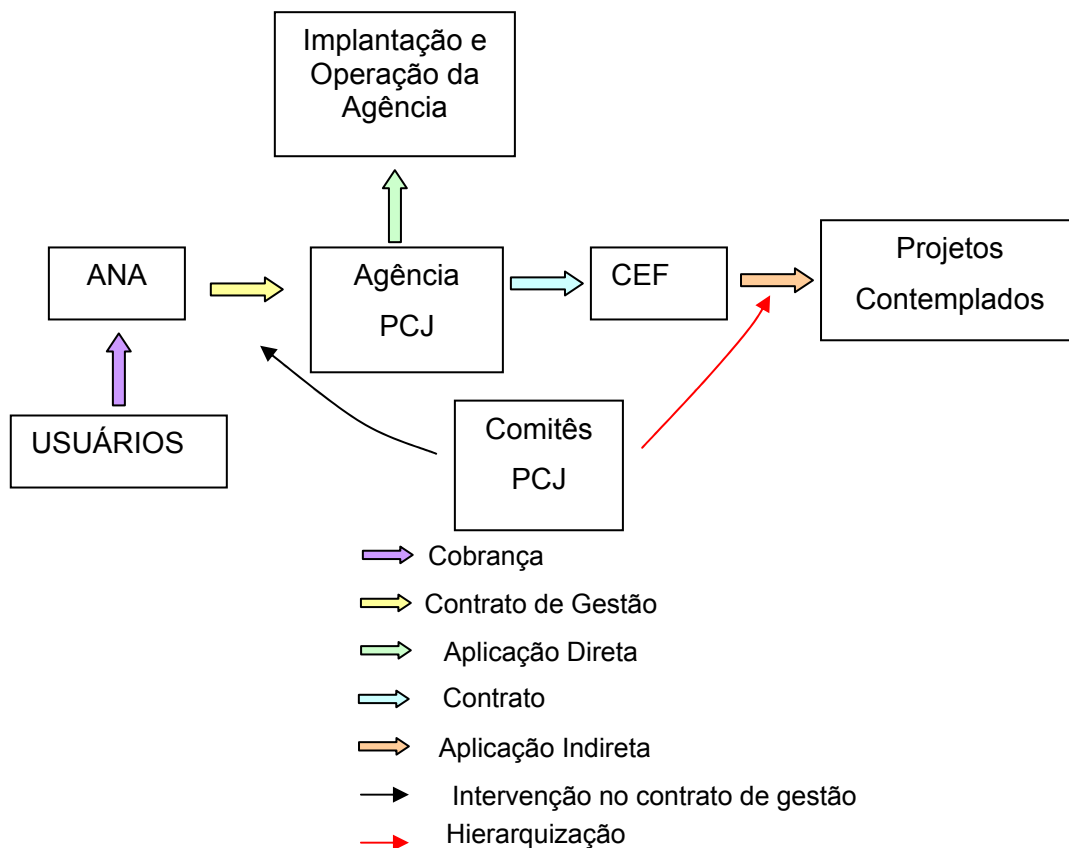 Implantação e
Operação da
Agência
ANA
Agência
PCJ
CEF
Projetos
Contemplados
USUÁRIOS
Comitês
PCJ
Cobrança
Contrato de Gestão
Aplicação Direta
Contrato
Aplicação Indireta
Intervenção no contrato de gestão
Hierarquização